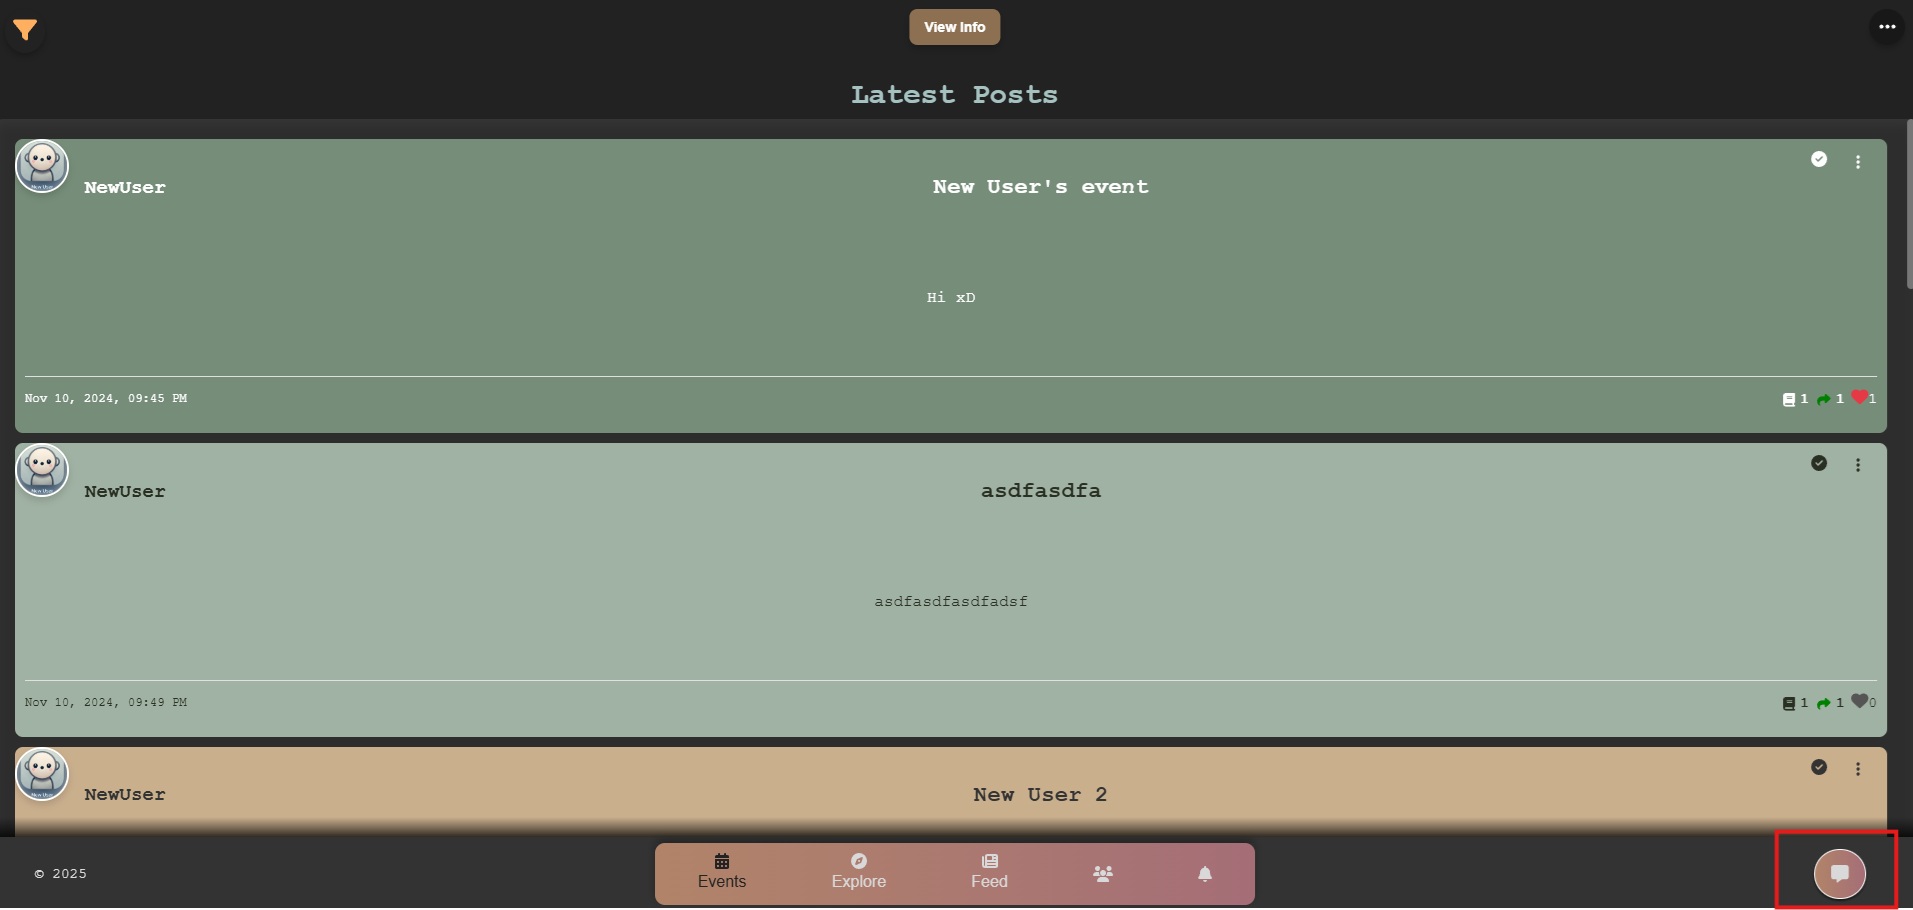 View Info
Latest Posts
NewUser
New User's event
Hi xD
Nov 10, 2024, 09:45 PM
1 1 1
NewUser
asdfasdfa
asdfasdfasdfadsf
Nov 10, 2024, 09:49 PM
1 1 0
NewUser
New User 2
© 2025
Events
Explore
Feed